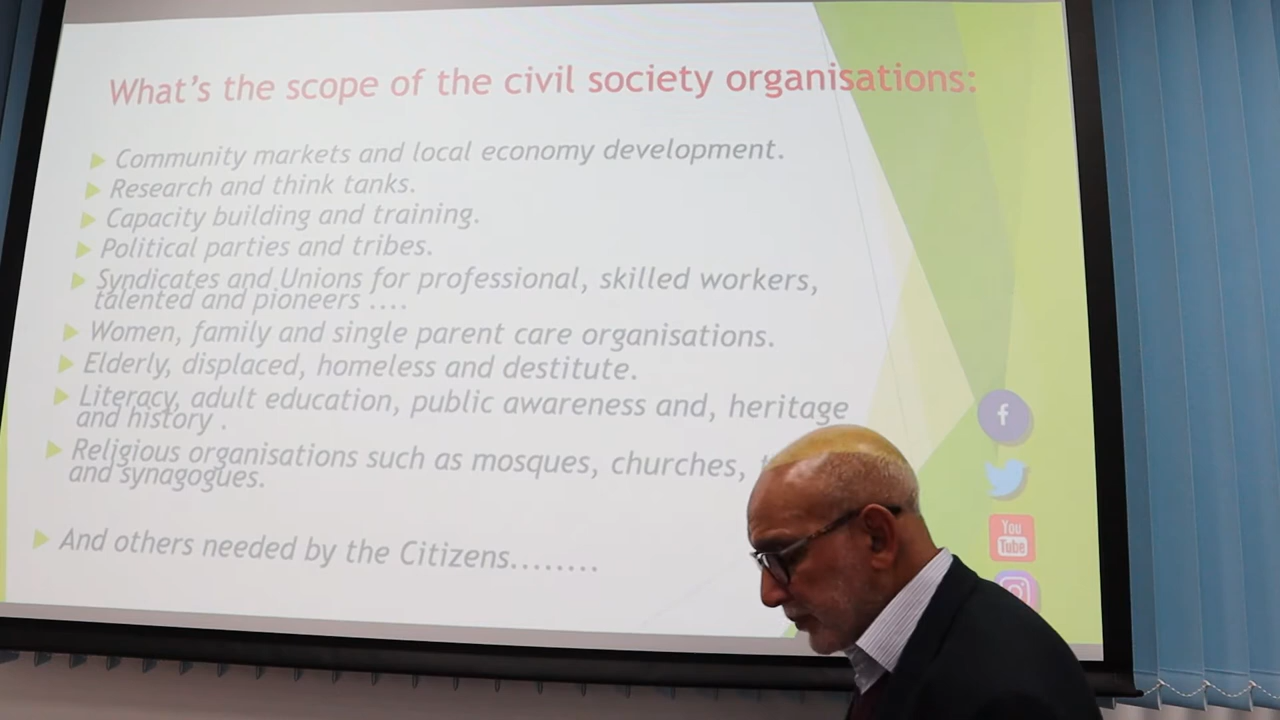 What's the scope of the civil society organisations:
Community markets and local economy development.
Research and think tanks.
Capacity building and training.
Political parties and tribes.
Syndicates and Unions for professional, skilled workers,
talented and pioneers ....
Women, family and single parent care organisations.
Elderly, displaced, homeless and destitute.
Literacy, adult education, public awareness and, heritage
and history .
Religious organisations such as mosques, churches,
and synagogues.
And others needed by the Citizens........
f
You
Tube